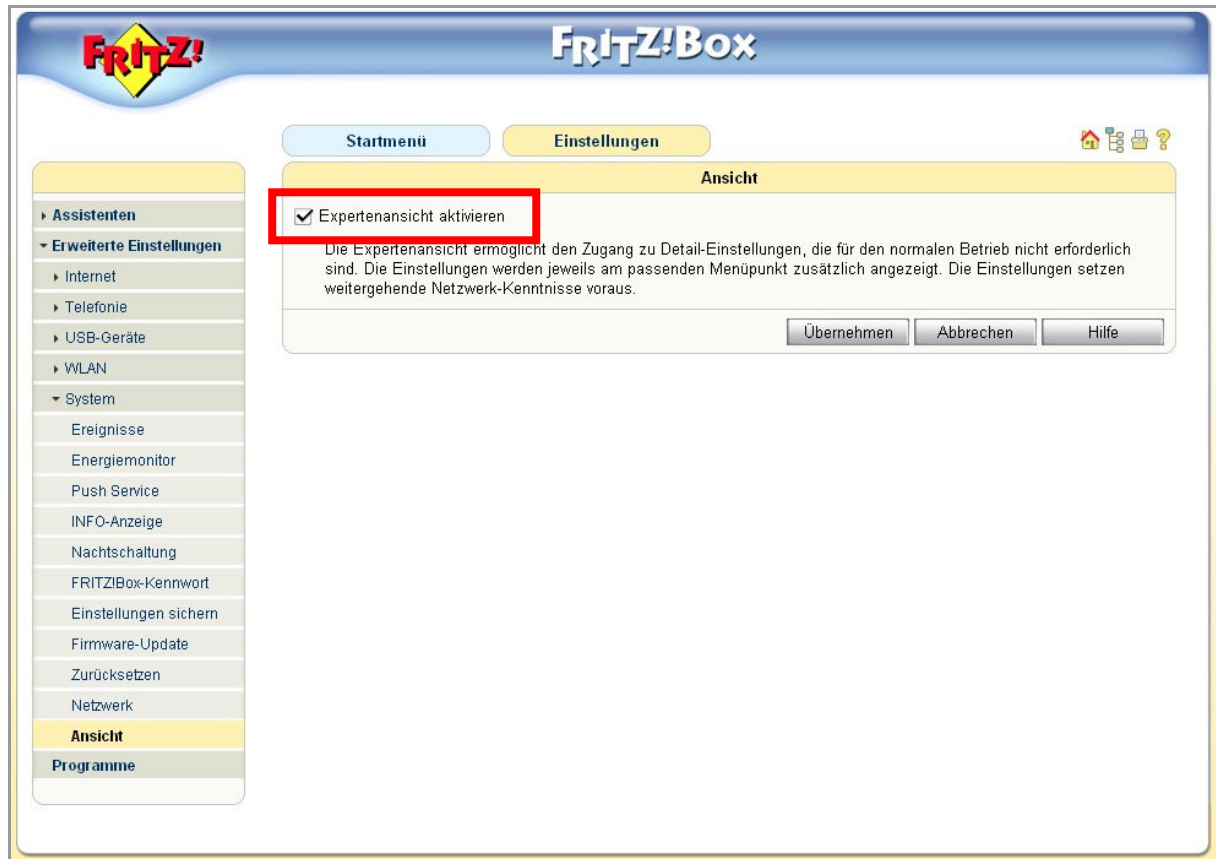 FRITZ!
FRITZ!Box
Startmenü
Einstellungen
?
Ansicht
Assistenten
Erweiterte Einstellungen
Internet
Telefonie
USB-Geräte
WLAN
System
Ereignisse
Energiemonitor
Push Service
INFO-Anzeige
Nachtschaltung
FRITZ!Box-Kennwort
Einstellungen sichern
Firmware-Update
Zurücksetzen
Netzwerk
Ansicht
Programme
Expertenansicht aktivieren
Die Expertenansicht ermöglicht den Zugang zu Detail-Einstellungen, die für den normalen Betrieb nicht erforderlich
sind. Die Einstellungen werden jeweils am passenden Menüpunkt zusätzlich angezeigt. Die Einstellungen setzen
weitergehende Netzwerk-Kenntnisse voraus.
Übernehmen
Abbrechen
Hilfe